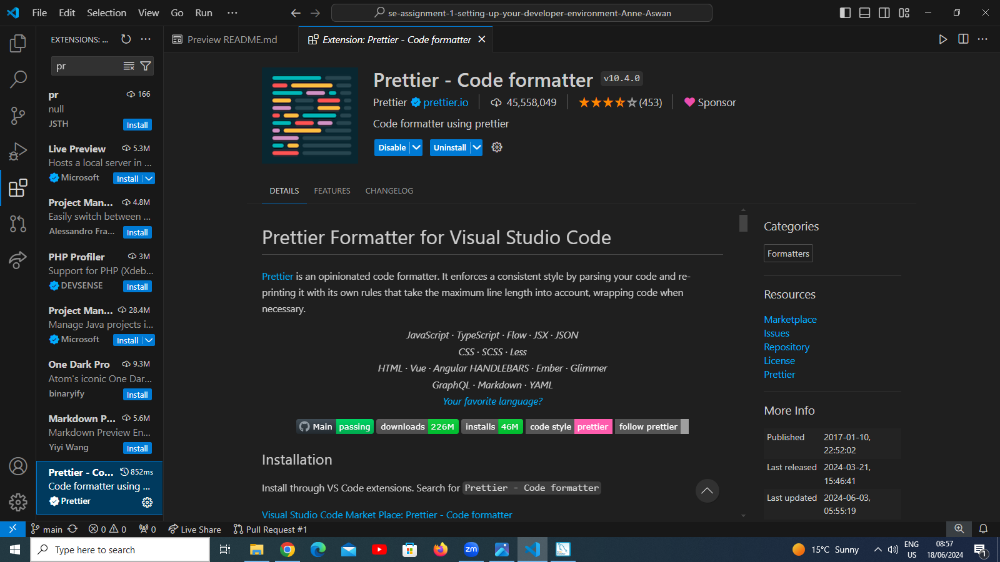 File Edit Selection View Go Run ···
se-assignment-1-setting-up-your-developer-environment-Anne-Aswan
EXTENSIONS: ...
Preview README.md
Extension: Prettier - Code formatter
pr
pr 166
null
JSTH Install
Live Preview 5.3M
Hosts a local server in ...
Microsoft Install
Project Man... 4.8M
Easily switch between ...
Alessandro Fra... Install
PHP Profiler 3M
Support for PHP (Xdeb...
DEVSENSE Install
Project Man... 28.4M
Manage Java projects i...
Microsoft Install
One Dark Pro 9.3M
Atom's iconic One Dar...
binaryify Install
Markdown P... 5.6M
Markdown Preview En...
Yiyi Wang Install
Prettier - Co... 852ms
Code formatter using ...
Prettier
Prettier - Code formatter v10.4.0
Prettier prettier.io 45,558,049 (453) Sponsor
Code formatter using prettier
Disable Uninstall
DETAILS FEATURES CHANGELOG
Prettier Formatter for Visual Studio Code
Prettier is an opinionated code formatter. It enforces a consistent style by parsing your code and re-
printing it with its own rules that take the maximum line length into account, wrapping code when
necessary.
JavaScript · TypeScript · Flow · JSX · JSON
CSS · SCSS · Less
HTML · Vue · Angular HANDLEBARS · Ember · Glimmer
GraphQL · Markdown · YAML
Your favorite language?
Main passing downloads 226M installs 46M code style prettier follow prettier
Installation
Install through VS Code extensions. Search for Prettier - Code formatter
Visual Studio Code Market Place: Prettier - Code formatter
Categories
Formatters
Resources
Marketplace
Issues
Repository
License
Prettier
More Info
Published 2017-01-10,
22:52:02
Last released 2024-03-21,
15:46:41
Last updated 2024-06-03,
05:55:19
main 0 0 0 Live Share Pull Request #1
Type here to search
zm
15°C Sunny
ENG
US
08:57
18/06/2024
1